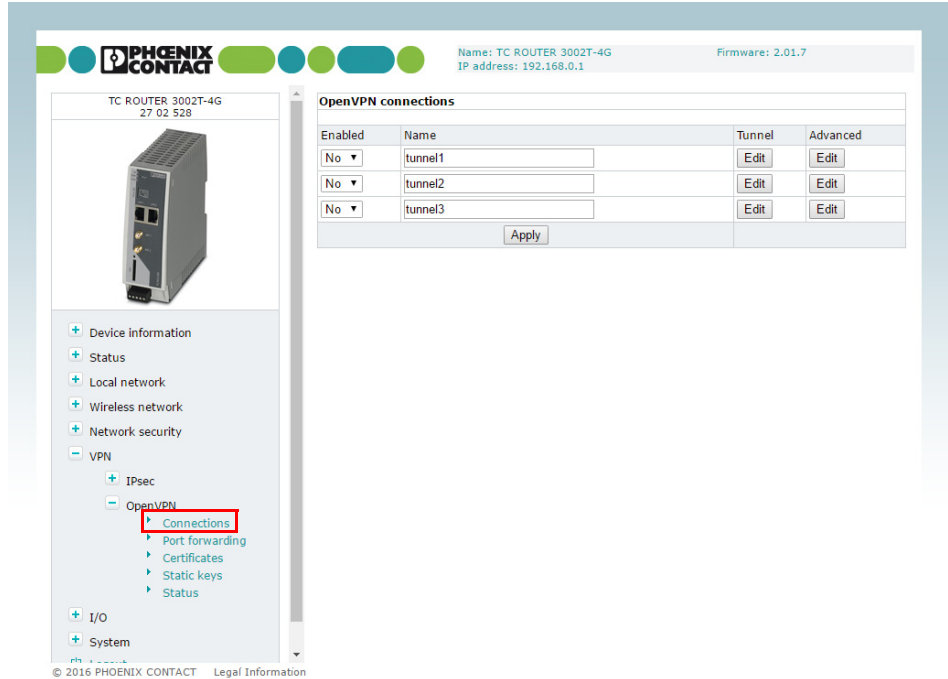 PHŒNIX
CONTACT
Name: TC ROUTER 3002T-4G
Firmware: 2.01.7
IP address: 192.168.0.1
TC ROUTER 3002T-4G
27 02 528
OpenVPN connections
Enabled Name Tunnel Advanced
No tunnel1 Edit Edit
No tunnel2 Edit Edit
No tunnel3 Edit Edit
Apply
Device information
Status
Local network
Wireless network
Network security
VPN
IPsec
OpenVPN
Connections
Port forwarding
Certificates
Static keys
Status
I/O
System
Logout
© 2016 PHOENIX CONTACT Legal Information